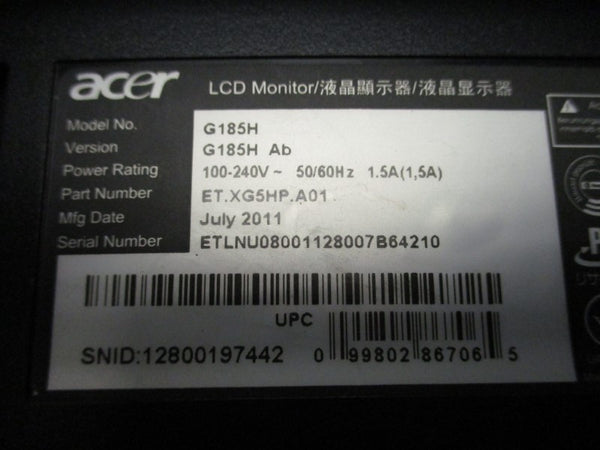 acer LCD Monitor/液晶顯示器/液晶显示器
Model No. G185H
Version G185H Ab
Power Rating 100-240V ~ 50/60Hz 1.5A(1,5A)
Part Number ET.XG5HP.A01
Mfg Date July 2011
Serial Number ETLNU08001128007B64210
UPC
SNID:12800197442 0 99802 86706 5